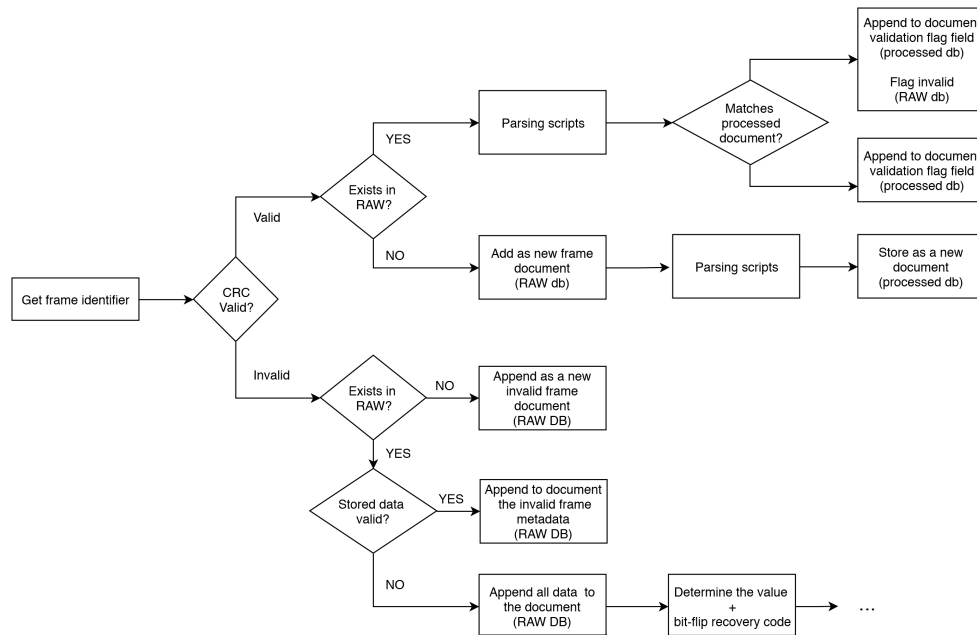 Append to documen
validation flag field
(processed db)
Flag invalid
(RAW db)
YES
Parsing scripts
Matches
processed
document?
Exists in
RAW?
Append to documen
validation flag field
(processed db)
Valid
NO
Add as new frame
document
(RAW db)
Parsing scripts
Store as a new
document
(processed db)
Get frame identifier
CRC
Valid?
Invalid
Exists in
RAW?
NO
Append as a new
invalid frame
document
(RAW DB)
YES
Stored data
valid?
YES
Append to document
the invalid frame
metadata
(RAW DB)
NO
Append all data to
the document
(RAW DB)
Determine the value
+
bit-flip recovery code
...